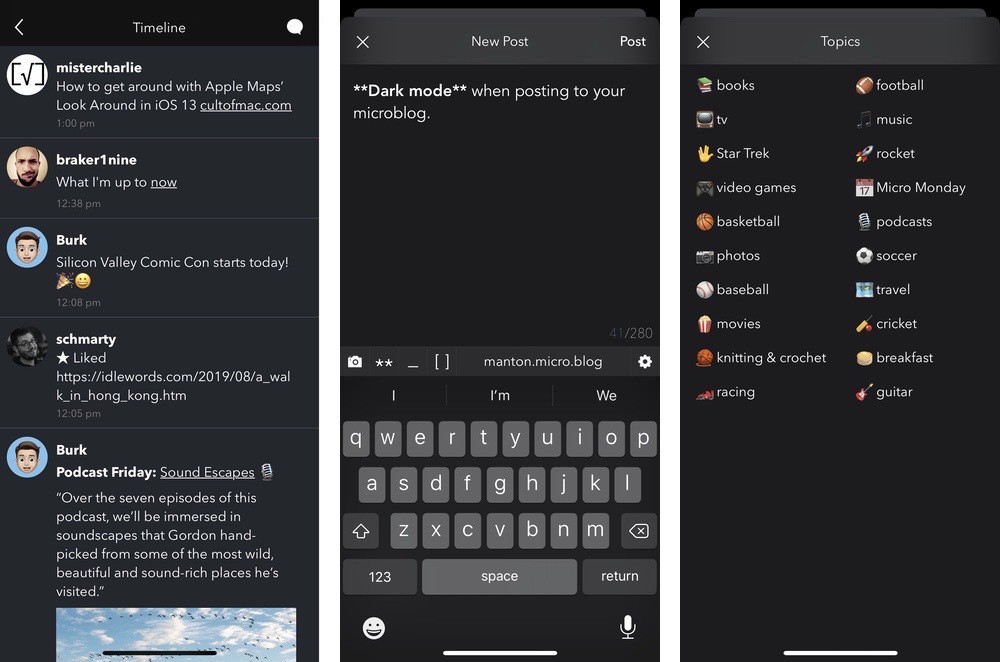 Timeline
[√]
mistercharlie
How to get around with Apple Maps’
Look Around in iOS 13 cultofmac.com
1:00 pm
braker1nine
What I'm up to now
12:38 pm
Burk
Silicon Valley Comic Con starts today!
🎉😀
12:08 pm
schmarty
★ Liked
https://idlewords.com/2019/08/a_wal
k_in_hong_kong.htm
12:05 pm
Burk
Podcast Friday: Sound Escapes 🎙
“Over the seven episodes of this
podcast, we’ll be immersed in
soundscapes that Gordon hand-
picked from some of the most wild,
beautiful and sound-rich places he’s
visited.”
New Post
Post
**Dark mode** when posting to your
microblog.
41/280
** _ [ ] manton.micro.blog
I I’m We
q w e r t y u i o p
a s d f g h j k l
z x c v b n m
123 space return
Topics
📚 books
📺 tv
🖖 Star Trek
🎮 video games
🏀 basketball
📷 photos
⚾ baseball
🍿 movies
🧶 knitting & crochet
🏎 racing
🏈 football
🎵 music
🚀 rocket
📅 Micro Monday
🎙 podcasts
⚽ soccer
🗺 travel
🏏 cricket
🥞 breakfast
🎸 guitar